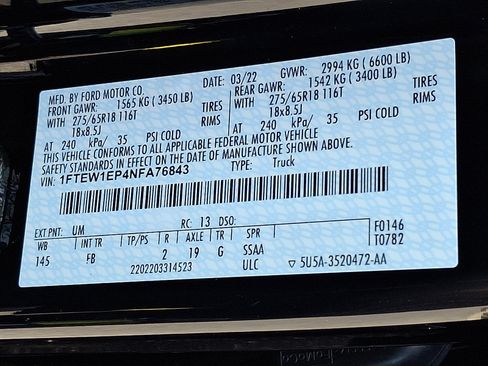 MFD. BY FORD MOTOR CO. DATE: 03/22 GVWR: 2994 KG ( 6600 LB)
FRONT GAWR: 1565 KG ( 3450 LB) REAR GAWR: 1542 KG ( 3400 LB)
WITH 275/65R18 116T TIRES WITH 275/65R18 116T TIRES
18x8.5J RIMS 18x8.5J RIMS
AT 240 kPa/ 35 PSI COLD AT 240 kPa/ 35 PSI COLD
THIS VEHICLE CONFORMS TO ALL APPLICABLE FEDERAL MOTOR VEHICLE
SAFETY STANDARDS IN EFFECT ON THE DATE OF MANUFACTURE SHOWN ABOVE.
VIN: 1FTEW1EP4NFA76843 TYPE: Truck
EXT PNT: UM RC: 13 DSO: F0146
WB INT TR TP/PS R AXLE TR SPR T0782
145 FB 2 19 G SSAA
2202203314523 ULC ▽ 5U5A-3520472-AA